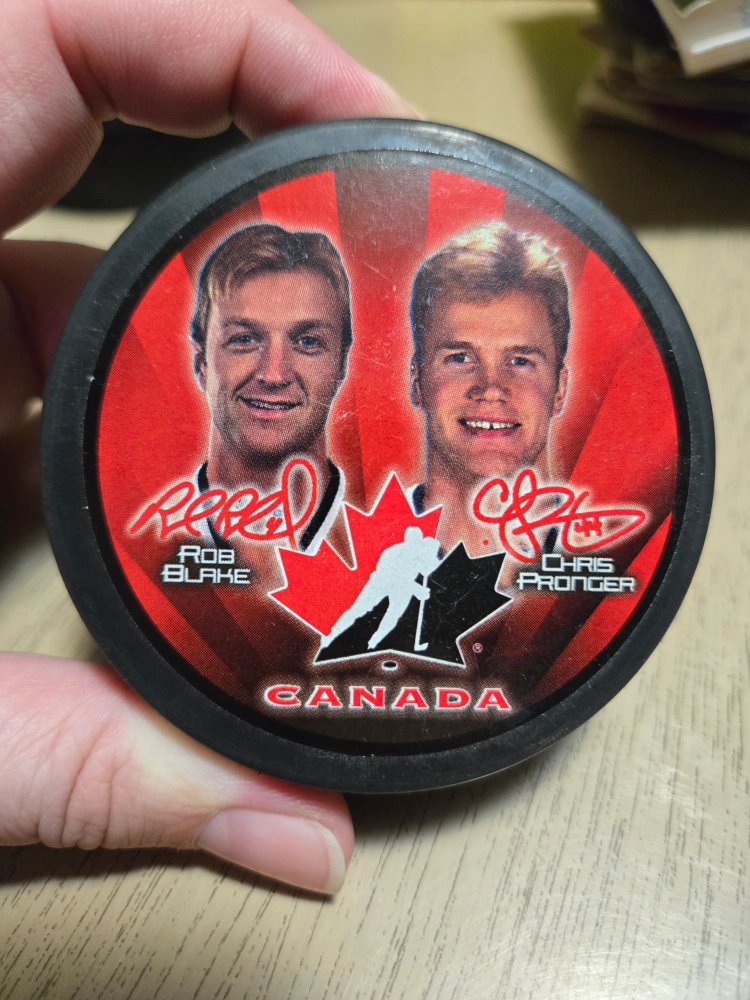 Rob
Blake
Chris
Pronger
®
CANADA